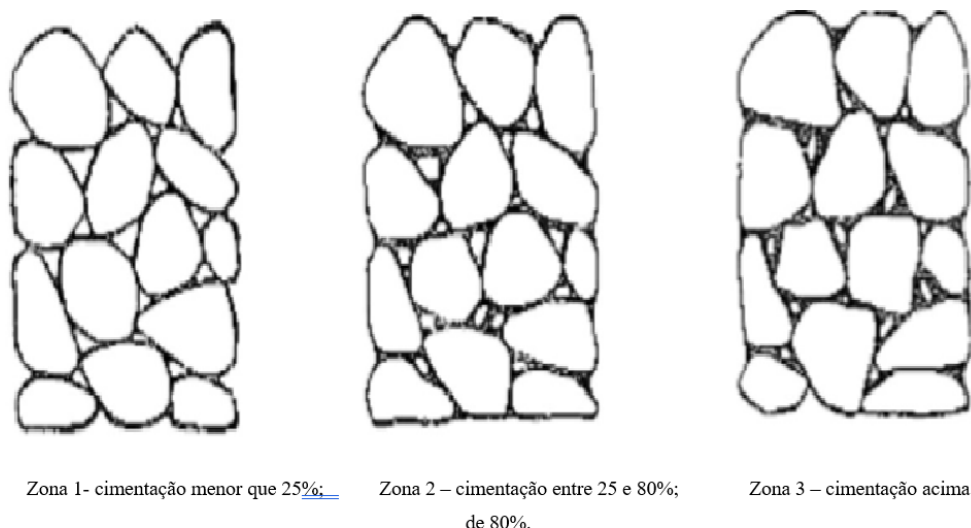 Zona 1- cimentação menor que 25%; Zona 2 – cimentação entre 25 e 80%; Zona 3 – cimentação acima
de 80%.